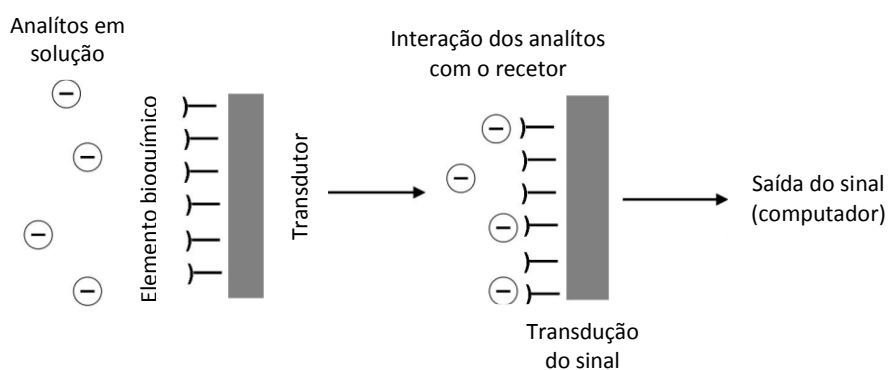 Analítos em
solução
Elemento bioquímico
Transdutor
Interação dos analítos
com o recetor
Transdução
do sinal
Saída do sinal
(computador)